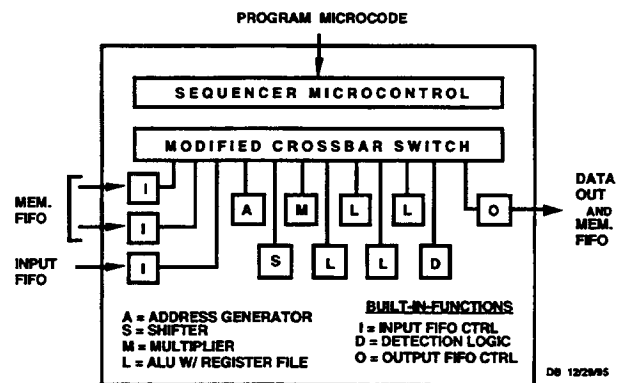 PROGRAM MICROCODE
SEQUENCER MICROCONTROL
MODIFIED CROSSBAR SWITCH
MEM.
FIFO
I
I
INPUT
FIFO
I
A
M
L
L
O
S
L
L
D
DATA
OUT
AND
MEM.
FIFO
A = ADDRESS GENERATOR
S = SHIFTER
M = MULTIPLIER
L = ALU W/ REGISTER FILE
BUILT-IN-FUNCTIONS
I = INPUT FIFO CTRL
D = DETECTION LOGIC
O = OUTPUT FIFO CTRL
DB 12/29/95